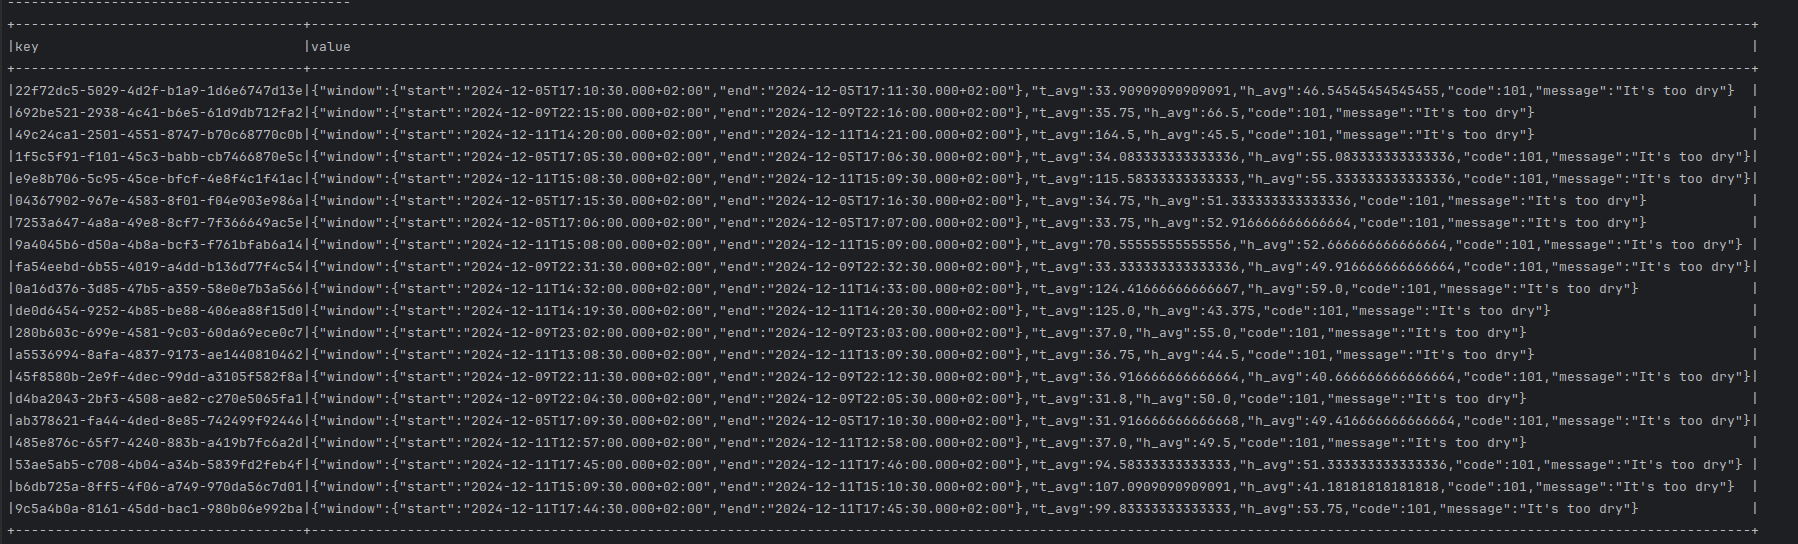 |key                                 |value                                                                                                                                                                               |
|22f72dc5-5029-4d2f-b1a9-1d6e6747d13e|{"window":{"start":"2024-12-05T17:10:30.000+02:00","end":"2024-12-05T17:11:30.000+02:00"},"t_avg":33.90909090909091,"h_avg":46.54545454545455,"code":101,"message":"It's too dry"}  |
|692be521-2938-4c41-b6e5-61d9db712fa2|{"window":{"start":"2024-12-09T22:15:00.000+02:00","end":"2024-12-09T22:16:00.000+02:00"},"t_avg":35.75,"h_avg":66.5,"code":101,"message":"It's too dry"}                           |
|49c24ca1-2501-4551-8747-b70c68770c0b|{"window":{"start":"2024-12-11T14:20:00.000+02:00","end":"2024-12-11T14:21:00.000+02:00"},"t_avg":164.5,"h_avg":45.5,"code":101,"message":"It's too dry"}                           |
|1f5c5f91-f101-45c3-babb-cb7466870e5c|{"window":{"start":"2024-12-05T17:05:30.000+02:00","end":"2024-12-05T17:06:30.000+02:00"},"t_avg":34.083333333333336,"h_avg":55.083333333333336,"code":101,"message":"It's too dry"}|
|e9e8b706-5c95-45ce-bfcf-4e8f4c1f41ac|{"window":{"start":"2024-12-11T15:08:30.000+02:00","end":"2024-12-11T15:09:30.000+02:00"},"t_avg":115.58333333333333,"h_avg":55.333333333333336,"code":101,"message":"It's too dry"}|
|04367902-967e-4583-8f01-f04e903e986a|{"window":{"start":"2024-12-05T17:15:30.000+02:00","end":"2024-12-05T17:16:30.000+02:00"},"t_avg":34.75,"h_avg":51.333333333333336,"code":101,"message":"It's too dry"}             |
|7253a647-4a8a-49e8-8cf7-7f366649ac5e|{"window":{"start":"2024-12-05T17:06:00.000+02:00","end":"2024-12-05T17:07:00.000+02:00"},"t_avg":33.75,"h_avg":52.916666666666664,"code":101,"message":"It's too dry"}             |
|9a4045b6-d50a-4b8a-bcf3-f761bfab6a14|{"window":{"start":"2024-12-11T15:08:00.000+02:00","end":"2024-12-11T15:09:00.000+02:00"},"t_avg":70.55555555555556,"h_avg":52.666666666666664,"code":101,"message":"It's too dry"} |
|fa54eebd-6b55-4019-a4dd-b136d77f4c54|{"window":{"start":"2024-12-09T22:31:30.000+02:00","end":"2024-12-09T22:32:30.000+02:00"},"t_avg":33.333333333333336,"h_avg":49.916666666666664,"code":101,"message":"It's too dry"}|
|0a16d376-3d85-47b5-a359-58e0e7b3a566|{"window":{"start":"2024-12-11T14:32:00.000+02:00","end":"2024-12-11T14:33:00.000+02:00"},"t_avg":124.41666666666667,"h_avg":59.0,"code":101,"message":"It's too dry"}              |
|de0d6454-9252-4b85-be88-406ea88f15d0|{"window":{"start":"2024-12-11T14:19:30.000+02:00","end":"2024-12-11T14:20:30.000+02:00"},"t_avg":125.0,"h_avg":43.375,"code":101,"message":"It's too dry"}                         |
|280b603c-699e-4581-9c03-60da69ece0c7|{"window":{"start":"2024-12-09T23:02:00.000+02:00","end":"2024-12-09T23:03:00.000+02:00"},"t_avg":37.0,"h_avg":55.0,"code":101,"message":"It's too dry"}                            |
|a5536994-8afa-4837-9173-ae1440810462|{"window":{"start":"2024-12-11T13:08:30.000+02:00","end":"2024-12-11T13:09:30.000+02:00"},"t_avg":36.75,"h_avg":44.5,"code":101,"message":"It's too dry"}                           |
|45f8580b-2e9f-4dec-99dd-a3105f582f8a|{"window":{"start":"2024-12-09T22:11:30.000+02:00","end":"2024-12-09T22:12:30.000+02:00"},"t_avg":36.916666666666664,"h_avg":40.666666666666664,"code":101,"message":"It's too dry"}|
|d4ba2043-2bf3-4508-ae82-c270e5065fa1|{"window":{"start":"2024-12-09T22:04:30.000+02:00","end":"2024-12-09T22:05:30.000+02:00"},"t_avg":31.8,"h_avg":50.0,"code":101,"message":"It's too dry"}                            |
|ab378621-fa44-4ded-8e85-742499f92446|{"window":{"start":"2024-12-05T17:09:30.000+02:00","end":"2024-12-05T17:10:30.000+02:00"},"t_avg":31.916666666666668,"h_avg":49.416666666666664,"code":101,"message":"It's too dry"}|
|485e876c-65f7-4240-883b-a419b7fc6a2d|{"window":{"start":"2024-12-11T12:57:00.000+02:00","end":"2024-12-11T12:58:00.000+02:00"},"t_avg":37.0,"h_avg":49.5,"code":101,"message":"It's too dry"}                            |
|53ae5ab5-c708-4b04-a34b-5839fd2feb4f|{"window":{"start":"2024-12-11T17:45:00.000+02:00","end":"2024-12-11T17:46:00.000+02:00"},"t_avg":94.58333333333333,"h_avg":51.333333333333336,"code":101,"message":"It's too dry"} |
|b6db725a-8ff5-4f06-a749-970da56c7d01|{"window":{"start":"2024-12-11T15:09:30.000+02:00","end":"2024-12-11T15:10:30.000+02:00"},"t_avg":107.0909090909091,"h_avg":41.18181818181818,"code":101,"message":"It's too dry"}  |
|9c5a4b0a-8161-45dd-bac1-980b06e992ba|{"window":{"start":"2024-12-11T17:44:30.000+02:00","end":"2024-12-11T17:45:30.000+02:00"},"t_avg":99.83333333333333,"h_avg":53.75,"code":101,"message":"It's too dry"}              |